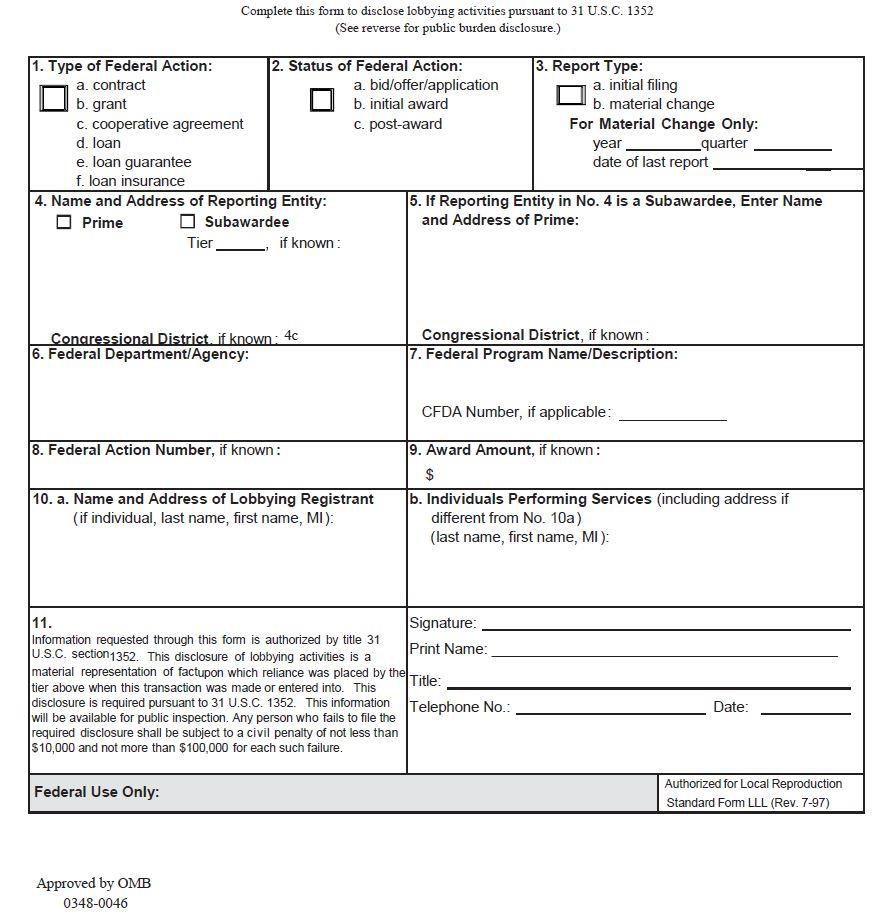 Complete this form to disclose lobbying activities pursuant to 31 U.S.C. 1352
(See reverse for public burden disclosure.)
1. Type of Federal Action:
a. contract
b. grant
c. cooperative agreement
d. loan
e. loan guarantee
f. loan insurance
2. Status of Federal Action:
a. bid/offer/application
b. initial award
c. post-award
3. Report Type:
a. initial filing
b. material change
For Material Change Only:
year _________quarter _________
date of last report __________________
4. Name and Address of Reporting Entity:
Prime Subawardee
Tier ______, if known :
Congressional District, if known : 4c
5. If Reporting Entity in No. 4 is a Subawardee, Enter Name
and Address of Prime:
Congressional District, if known :
6. Federal Department/Agency:
7. Federal Program Name/Description:
CFDA Number, if applicable : _____________
8. Federal Action Number, if known :
9. Award Amount, if known :
$
10. a. Name and Address of Lobbying Registrant
(if individual, last name, first name, MI ):
b. Individuals Performing Services (including address if
different from No. 10a )
(last name, first name, MI ):
11.
Information requested through this form is authorized by title 31
U.S.C. section 1352. This disclosure of lobbying activities is a
material representation of factupon which reliance was placed by the
tier above when this transaction was made or entered into. This
disclosure is required pursuant to 31 U.S.C. 1352. This information
will be available for public inspection. Any person who fails to file the
required disclosure shall be subject to a civil penalty of not less than
$10,000 and not more than $100,000 for each such failure.
Signature: ____________________
Print Name: ____________________
Title: ____________________
Telephone No.: ____________________ Date: __________
Federal Use Only:
Authorized for Local Reproduction
Standard Form LLL (Rev. 7-97)
Approved by OMB
0348-0046